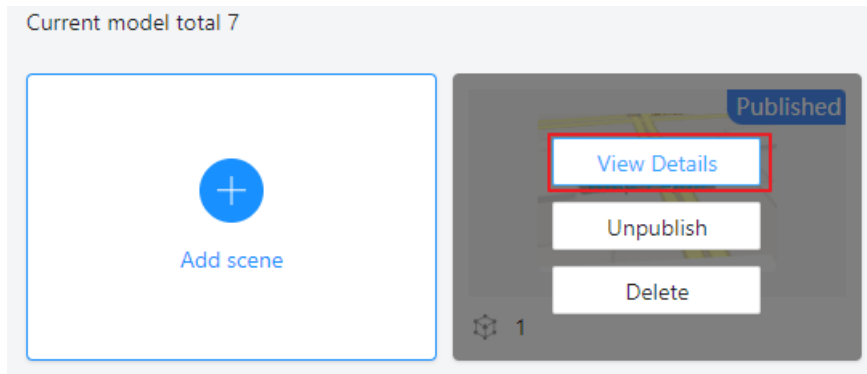 Current model total 7
Add scene
Published
View Details
Unpublish
Delete
1